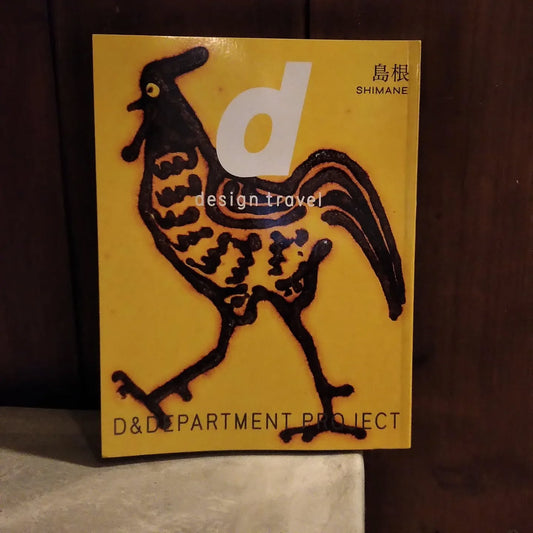 島根
SHIMANE
d
design travel
D&DEPARTMENT PROJECT